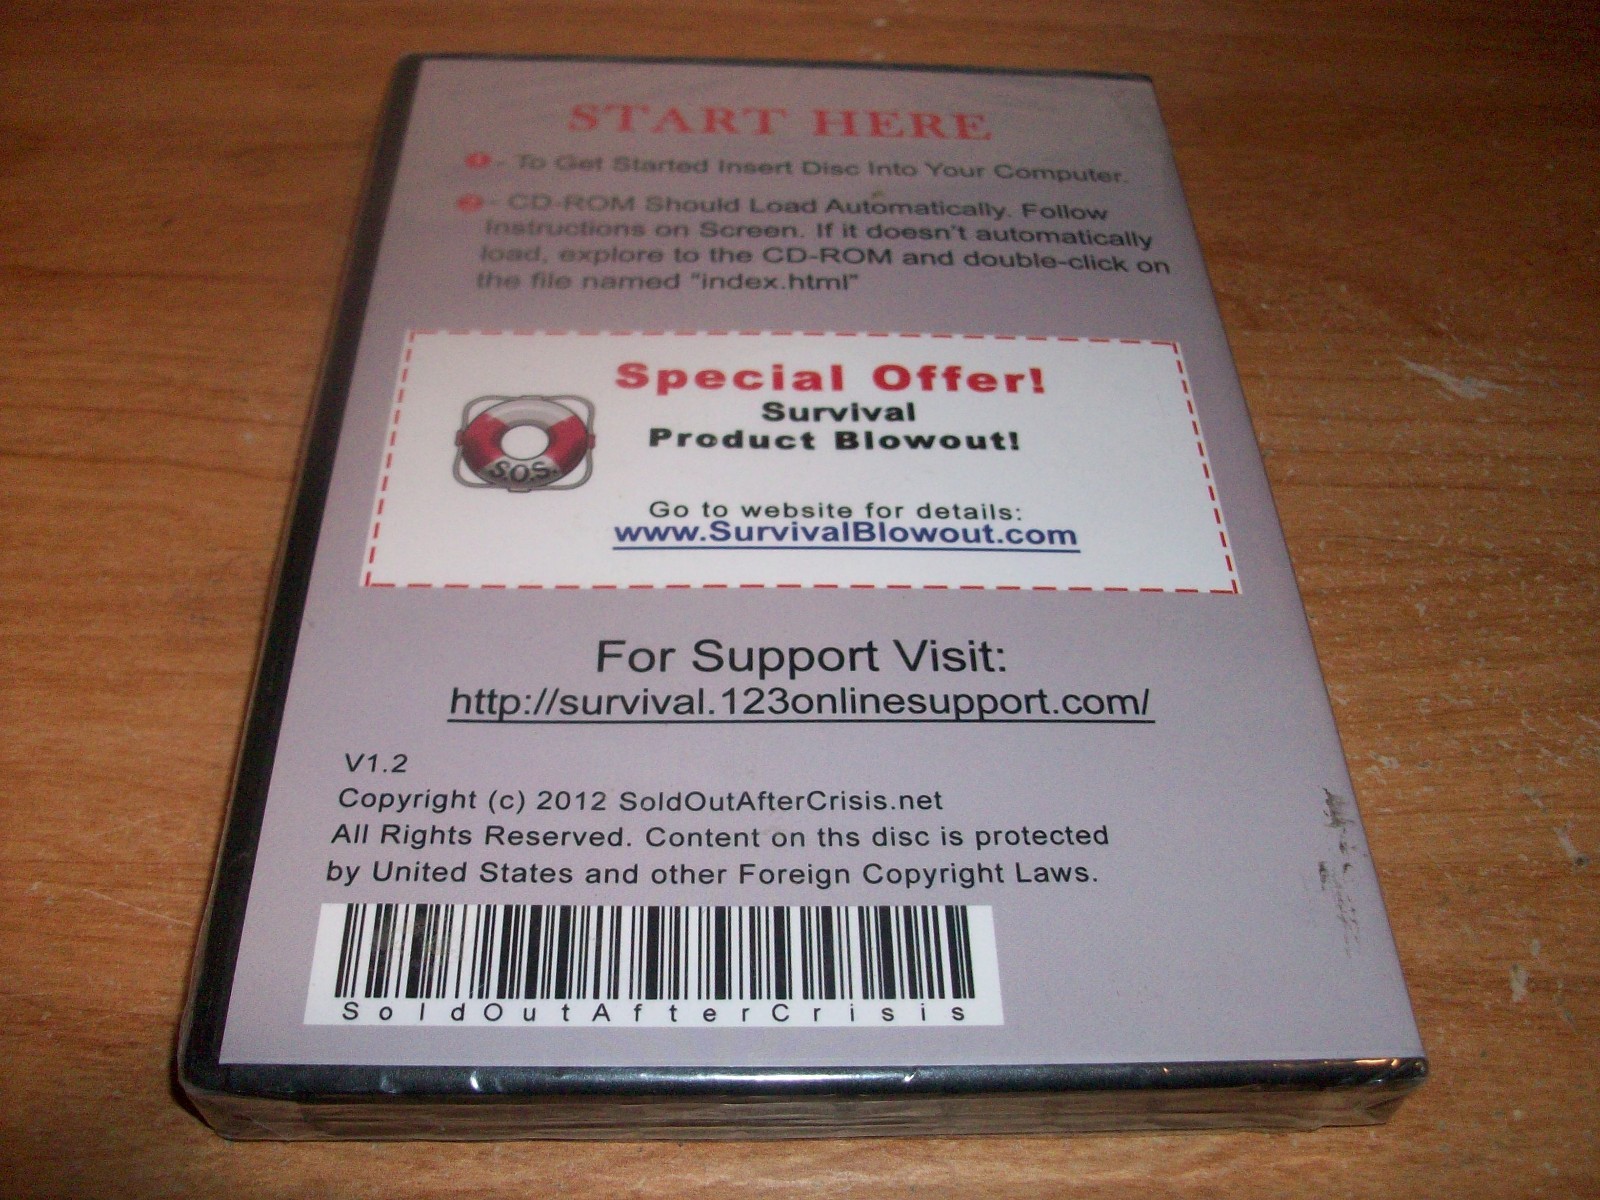 START HERE
1 - To Get Started Insert Disc Into Your Computer.
2 - CD-ROM Should Load Automatically. Follow
Instructions on Screen. If it doesn't automatically
load, explore to the CD-ROM and double-click on
the file named "index.html"
Special Offer!
Survival
Product Blowout!
S.O.S.
Go to website for details:
www.SurvivalBlowout.com
For Support Visit:
http://survival.123onlinesupport.com/
V1.2
Copyright (c) 2012 SoldOutAfterCrisis.net
All Rights Reserved. Content on ths disc is protected
by United States and other Foreign Copyright Laws.
SoldOutAfterCrisis